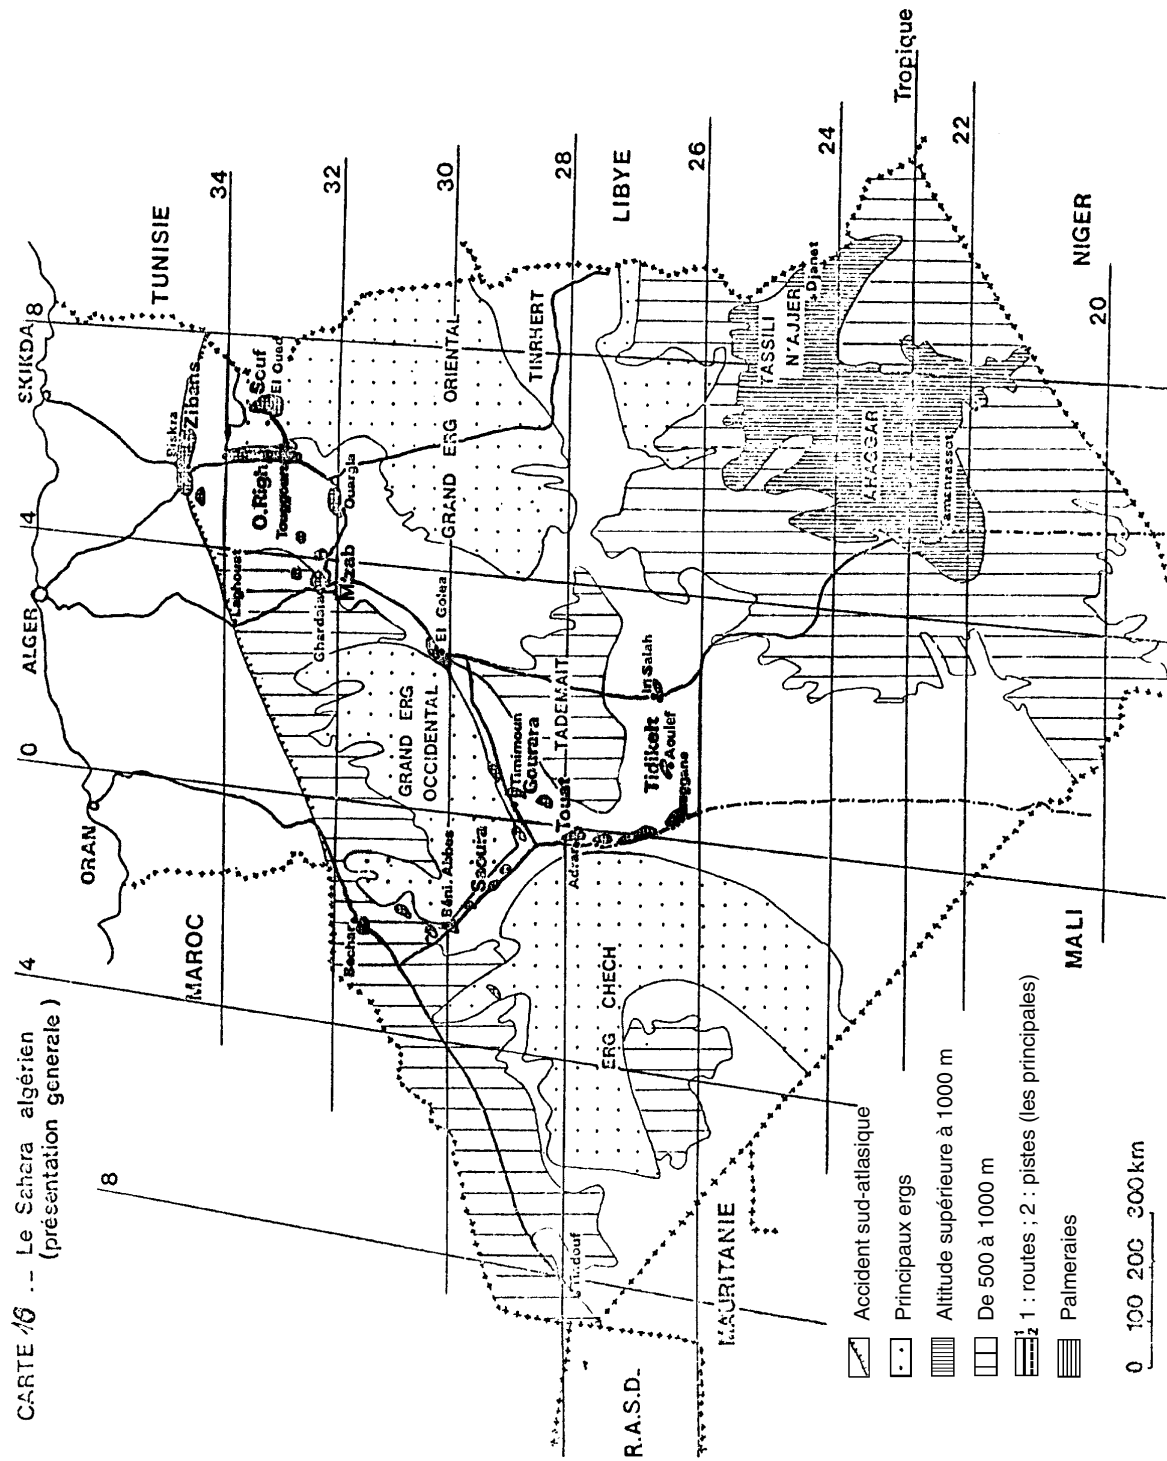 CARTE 16 .-- Le Sahara algérien
(présentation generale)
8
4
0
4
8
ORAN
ALGER
SKIKDA
MAROC
TUNISIE
34
32
30
28
26
24
Tropique
22
20
LIBYE
NIGER
MALI
MAURITANIE
R.A.S.D.
Biskra
Zibans
Souf
El Oued
O.Righ
Touggourt
Ouargla
Laghouat
Ghardaia
M'zab
El Golea
GRAND ERG ORIENTAL
GRAND ERG
OCCIDENTAL
TINRHERT
Bechar
Béni. Abbes
Saoura
Timimoun
Gourara
TADEMAIT
Touat
Adrar
In Salah
Tidikelt
Aoulef
ERG CHECH
TASSILI
N'AJJER
Djanet
AHAGGAR
Accident sud-atlasique
Principaux ergs
Altitude supérieure à 1000 m
De 500 à 1000 m
1
2
1 : routes ; 2 : pistes (les principales)
Palmeraies
0 100 200 300 km